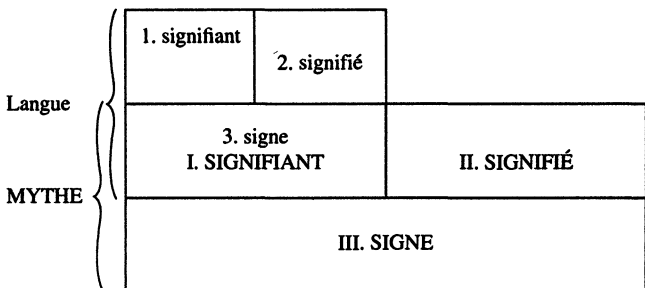 1. signifiant
2. signifié
Langue
3. signe
I. SIGNIFIANT
II. SIGNIFIÉ
MYTHE
III. SIGNE